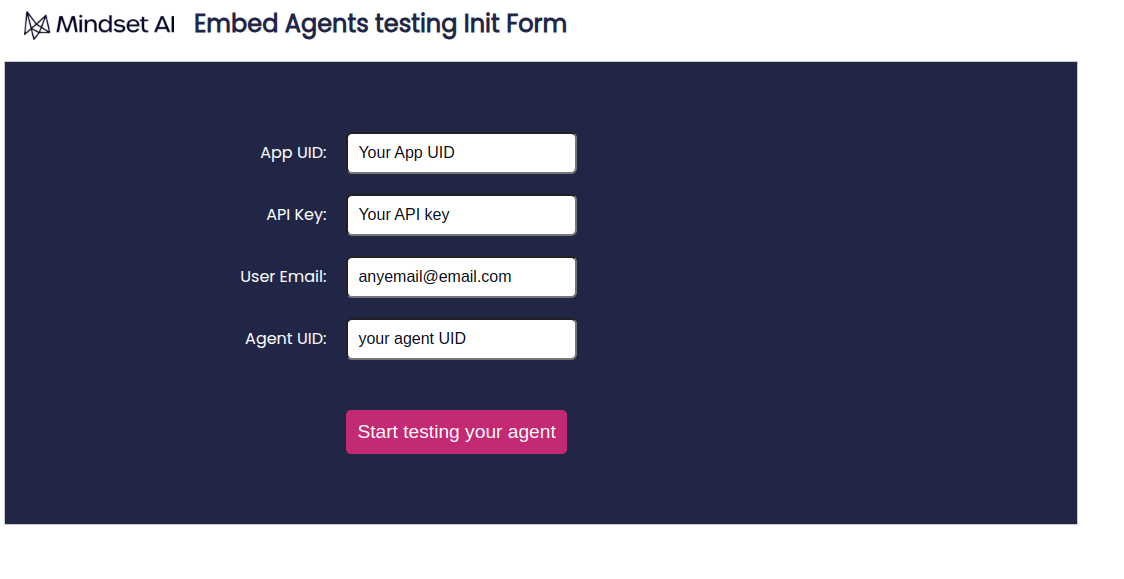 Mindset AI Embed Agents testing Init Form
App UID: Your App UID
API Key: Your API key
User Email: anyemail@email.com
Agent UID: your agent UID
Start testing your agent